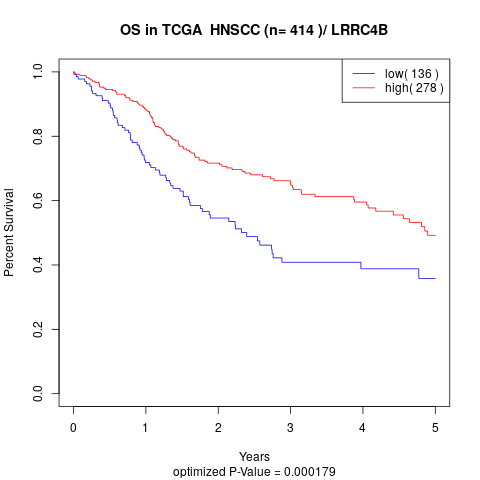 OS in TCGA  HNSCC (n= 414 )/ LRRC4B
low( 136 )
high( 278 )
Percent Survival
1.0
0.8
0.6
0.4
0.2
0.0
0 1 2 3 4 5
Years
optimized P-Value = 0.000179